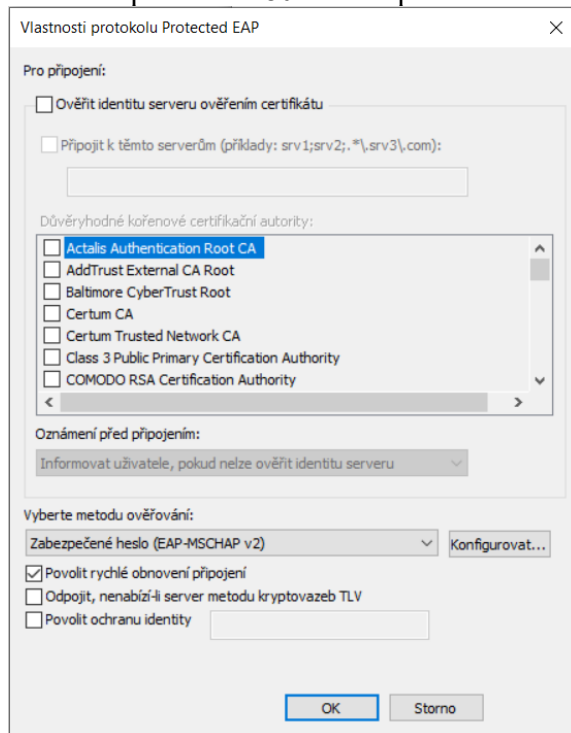 Vlastnosti protokolu Protected EAP
Pro připojení:
Ověřit identitu serveru ověřením certifikátu
Připojit k těmto serverům (příklady: srv1;srv2;.*\.srv3\.com):
Důvěryhodné kořenové certifikační autority:
Actalis Authentication Root CA
AddTrust External CA Root
Baltimore CyberTrust Root
Certum CA
Certum Trusted Network CA
Class 3 Public Primary Certification Authority
COMODO RSA Certification Authority
Oznámení před připojením:
Informovat uživatele, pokud nelze ověřit identitu serveru
Vyberte metodu ověřování:
Zabezpečené heslo (EAP-MSCHAP v2) Konfigurovat...
Povolit rychlé obnovení připojení
Odpojit, nenabízí-li server metodu kryptovazeb TLV
Povolit ochranu identity
OK Storno